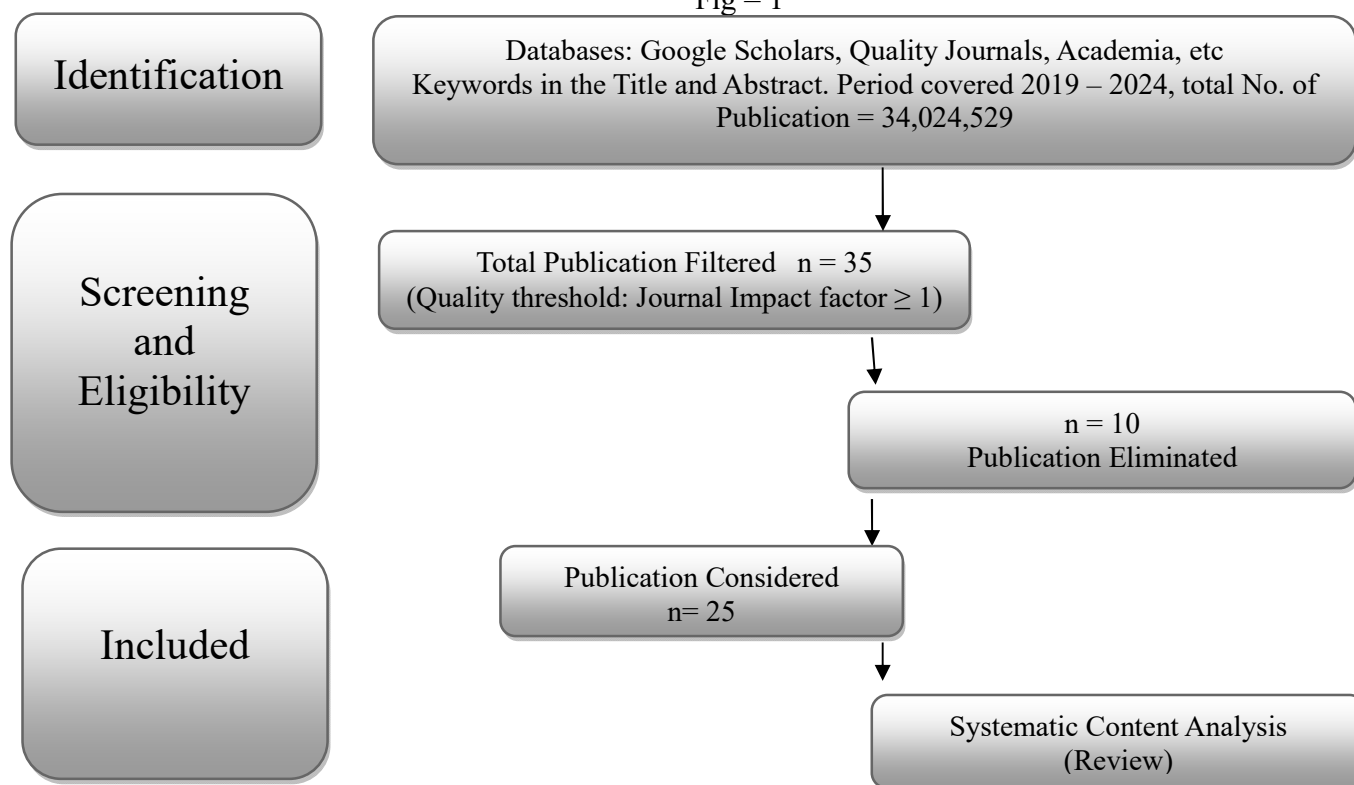 Fig – 1
Identification
Databases: Google Scholars, Quality Journals, Academia, etc
Keywords in the Title and Abstract. Period covered 2019 – 2024, total No. of
Publication = 34,024,529
Screening
and
Eligibility
Total Publication Filtered n = 35
(Quality threshold: Journal Impact factor ≥ 1)
n = 10
Publication Eliminated
Included
Publication Considered
n= 25
Systematic Content Analysis
(Review)